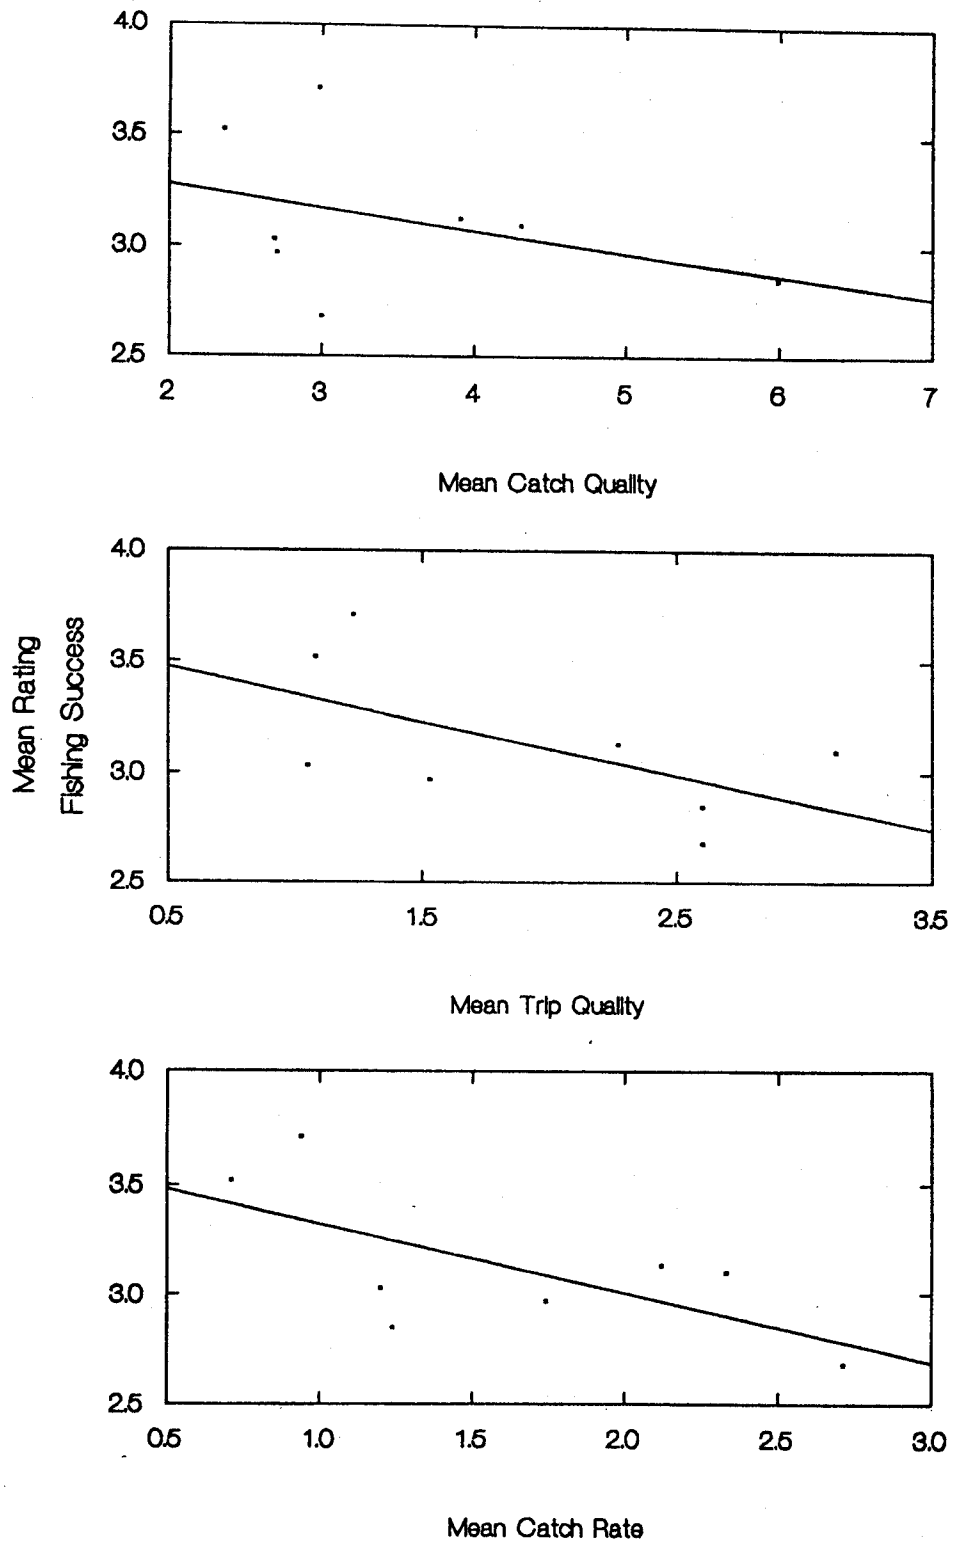 4.0
3.5
3.0
2.5
2 3 4 5 6 7
Mean Catch Quality
Mean Rating
Fishing Success
4.0
3.5
3.0
2.5
0.5 1.5 2.5 3.5
Mean Trip Quality
4.0
3.5
3.0
2.5
0.5 1.0 1.5 2.0 2.5 3.0
Mean Catch Rate